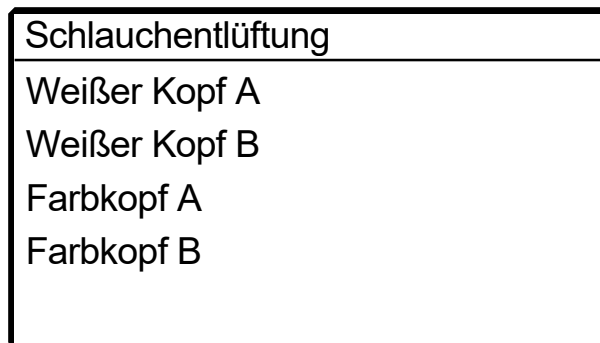 Schlauchentlüftung
Weißer Kopf A
Weißer Kopf B
Farbkopf A
Farbkopf B